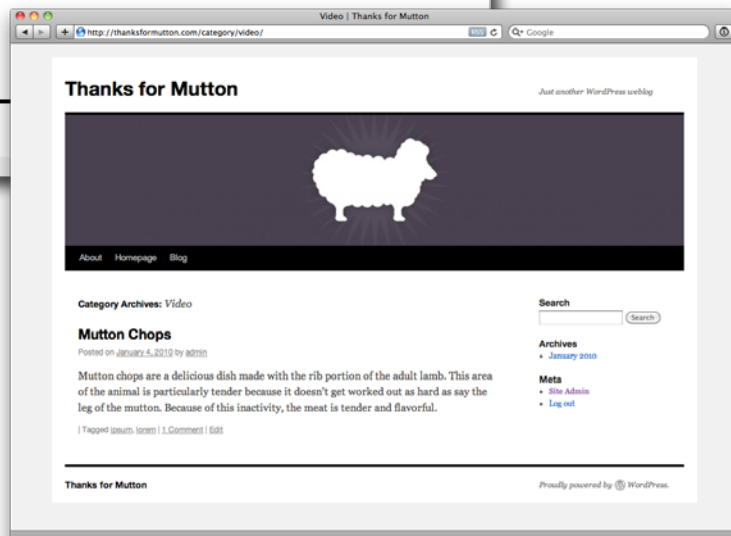 Video | Thanks for Mutton
http://thanksformutton.com/category/video/
RSS
Google
Thanks for Mutton
Just another WordPress weblog
About Homepage Blog
Category Archives: Video
Mutton Chops
Posted on January 4, 2010 by admin
Mutton chops are a delicious dish made with the rib portion of the adult lamb. This area
of the animal is particularly tender because it doesn't get worked out as hard as say the
leg of the mutton. Because of this inactivity, the meat is tender and flavorful.
| Tagged ipsum, lorem | 1 Comment | Edit
Search
Search
Archives
January 2010
Meta
Site Admin
Log out
Thanks for Mutton
Proudly powered by WordPress.